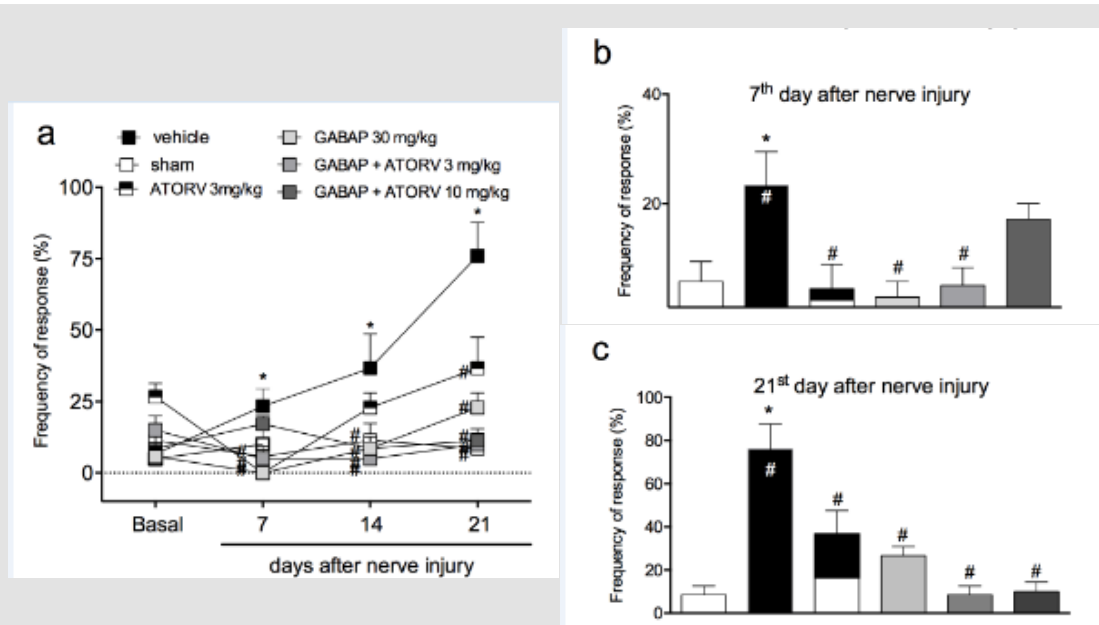 a
vehicle
sham
ATORV 3mg/kg
GABAP 30 mg/kg
GABAP + ATORV 3 mg/kg
GABAP + ATORV 10 mg/kg
Frequency of response (%)
100
75
50
25
0
*
*
*
#
#
#
#
#
#
#
#
#
#
#
#
Basal 7 14 21
days after nerve injury
b
7th day after nerve injury
Frequency of response (%)
40
20
*
#
# # #
c
21st day after nerve injury
Frequency of response (%)
100
80
60
40
20
0
*
#
# # # #